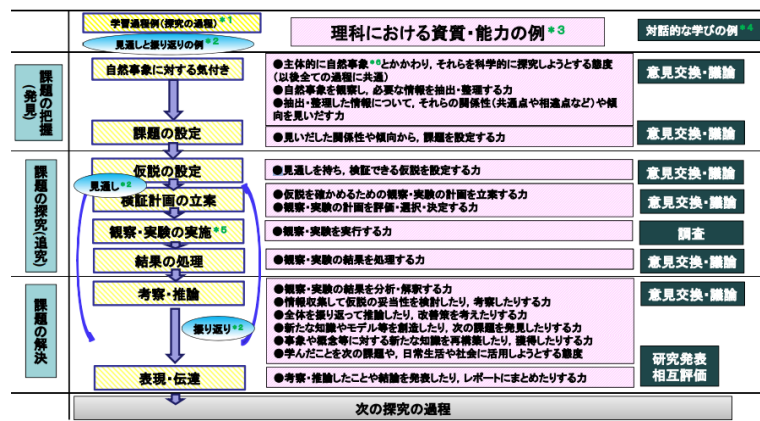 学習過程例(探究の過程)*1
見通しと振り返りの例*2
理科における資質・能力の例*3
対話的な学びの例*4
課題の把握(発見)
自然事象に対する気付き
●主体的に自然事象*6とかかわり,それらを科学的に探究しようとする態度
(以後全ての過程に共通)
●自然事象を観察し,必要な情報を抽出・整理する力
●抽出・整理した情報について,それらの関係性(共通点や相違点など)や傾
向を見いだす力
意見交換・議論
課題の設定
●見いだした関係性や傾向から,課題を設定する力
意見交換・議論
課題の探究(追究)
仮説の設定
●見通しを持ち,検証できる仮説を設定する力
意見交換・議論
見通し*2
検証計画の立案
●仮説を確かめるための観察・実験の計画を立案する力
●観察・実験の計画を評価・選択・決定する力
意見交換・議論
観察・実験の実施*5
●観察・実験を実行する力
調査
結果の処理
●観察・実験の結果を処理する力
意見交換・議論
課題の解決
考察・推論
●観察・実験の結果を分析・解釈する力
●情報収集して仮説の妥当性を検討したり,考察したりする力
●全体を振り返って推論したり,改善策を考えたりする力
●新たな知識やモデル等を創造したり,次の課題を発見したりする力
●事象や概念等に対する新たな知識を再構築したり,獲得したりする力
●学んだことを次の課題や,日常生活や社会に活用しようとする態度
意見交換・議論
振り返り*2
表現・伝達
●考察・推論したことや結論を発表したり,レポートにまとめたりする力
研究発表
相互評価
次の探究の過程